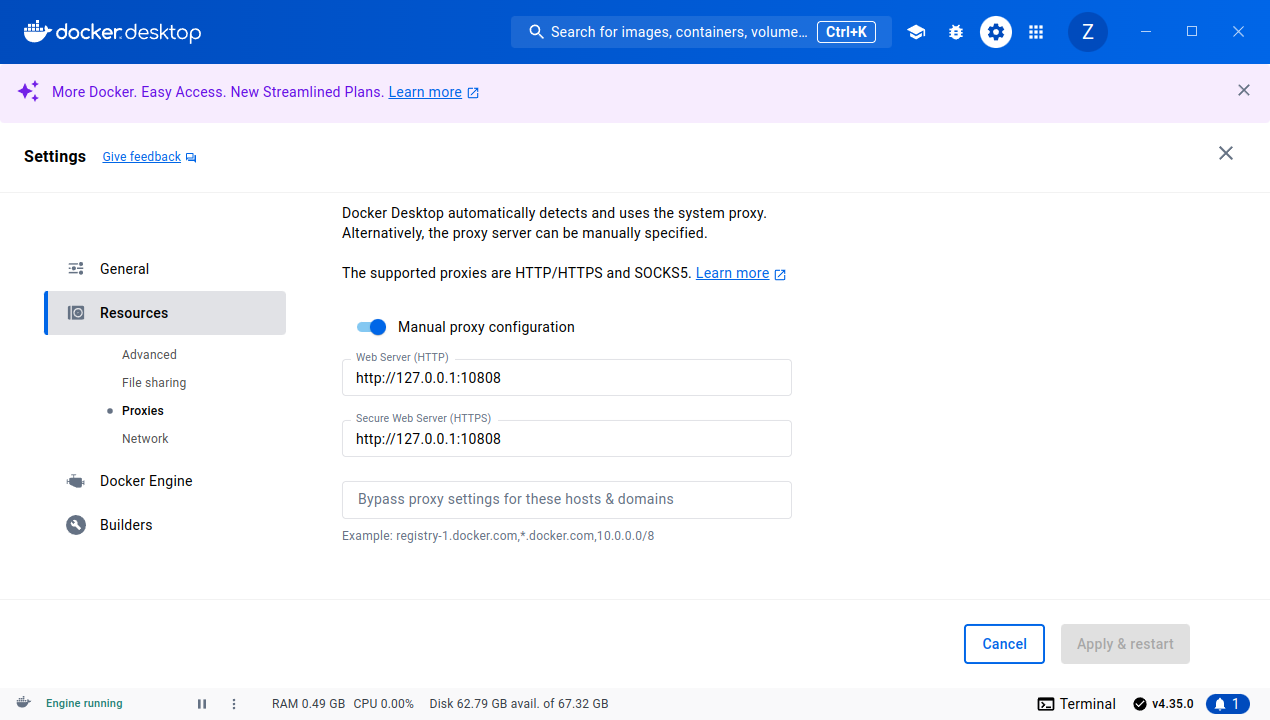 docker desktop
Search for images, containers, volume... Ctrl+K
Z
More Docker. Easy Access. New Streamlined Plans. Learn more
Settings Give feedback
Docker Desktop automatically detects and uses the system proxy.
Alternatively, the proxy server can be manually specified.
The supported proxies are HTTP/HTTPS and SOCKS5. Learn more
General
Resources
Advanced
File sharing
Proxies
Network
Docker Engine
Builders
Manual proxy configuration
Web Server (HTTP)
http://127.0.0.1:10808
Secure Web Server (HTTPS)
http://127.0.0.1:10808
Bypass proxy settings for these hosts & domains
Example: registry-1.docker.com,*.docker.com,10.0.0.0/8
Cancel
Apply & restart
Engine running
RAM 0.49 GB CPU 0.00% Disk 62.79 GB avail. of 67.32 GB
Terminal
v4.35.0
1